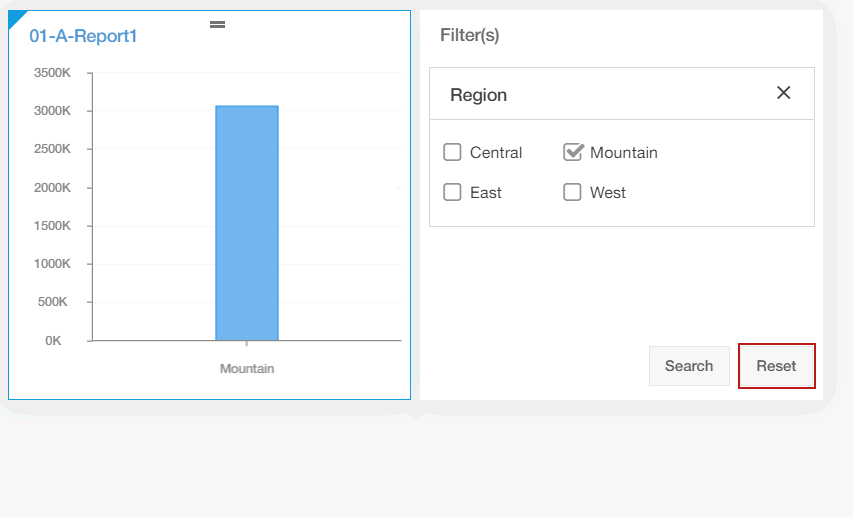 01-A-Report1
3500K
3000K
2500K
2000K
1500K
1000K
500K
0K
Mountain
Filter(s)
Region
Central
Mountain
East
West
Search
Reset